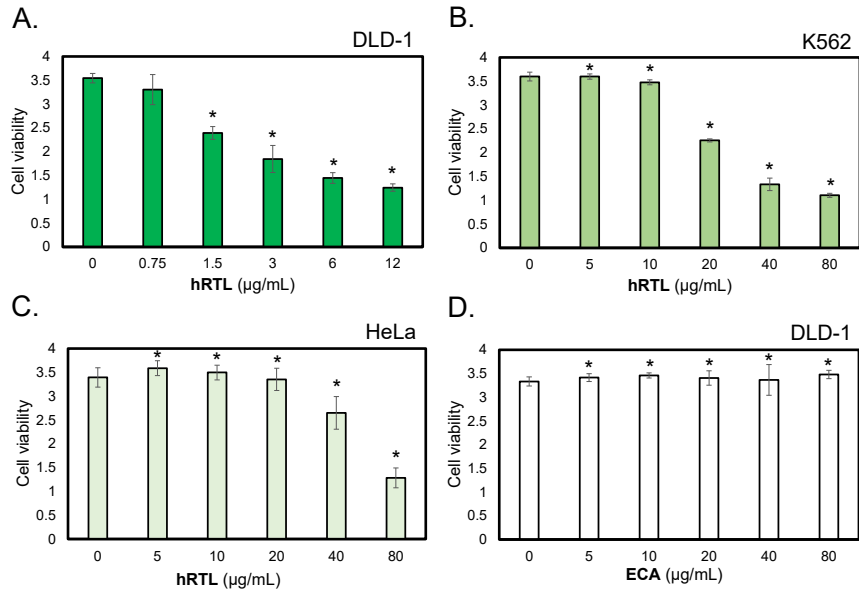 A.
DLD-1
Cell viability
4
3.5
3
2.5
2
1.5
1
0.5
0
* * * *
0 0.75 1.5 3 6 12
hRTL (µg/mL)
B.
K562
Cell viability
4
3.5
3
2.5
2
1.5
1
0.5
0
* * * * *
0 5 10 20 40 80
hRTL (µg/mL)
C.
HeLa
Cell viability
4
3.5
3
2.5
2
1.5
1
0.5
0
* * * * *
0 5 10 20 40 80
hRTL (µg/mL)
D.
DLD-1
Cell viability
4
3.5
3
2.5
2
1.5
1
0.5
0
* * * * *
0 5 10 20 40 80
ECA (µg/mL)